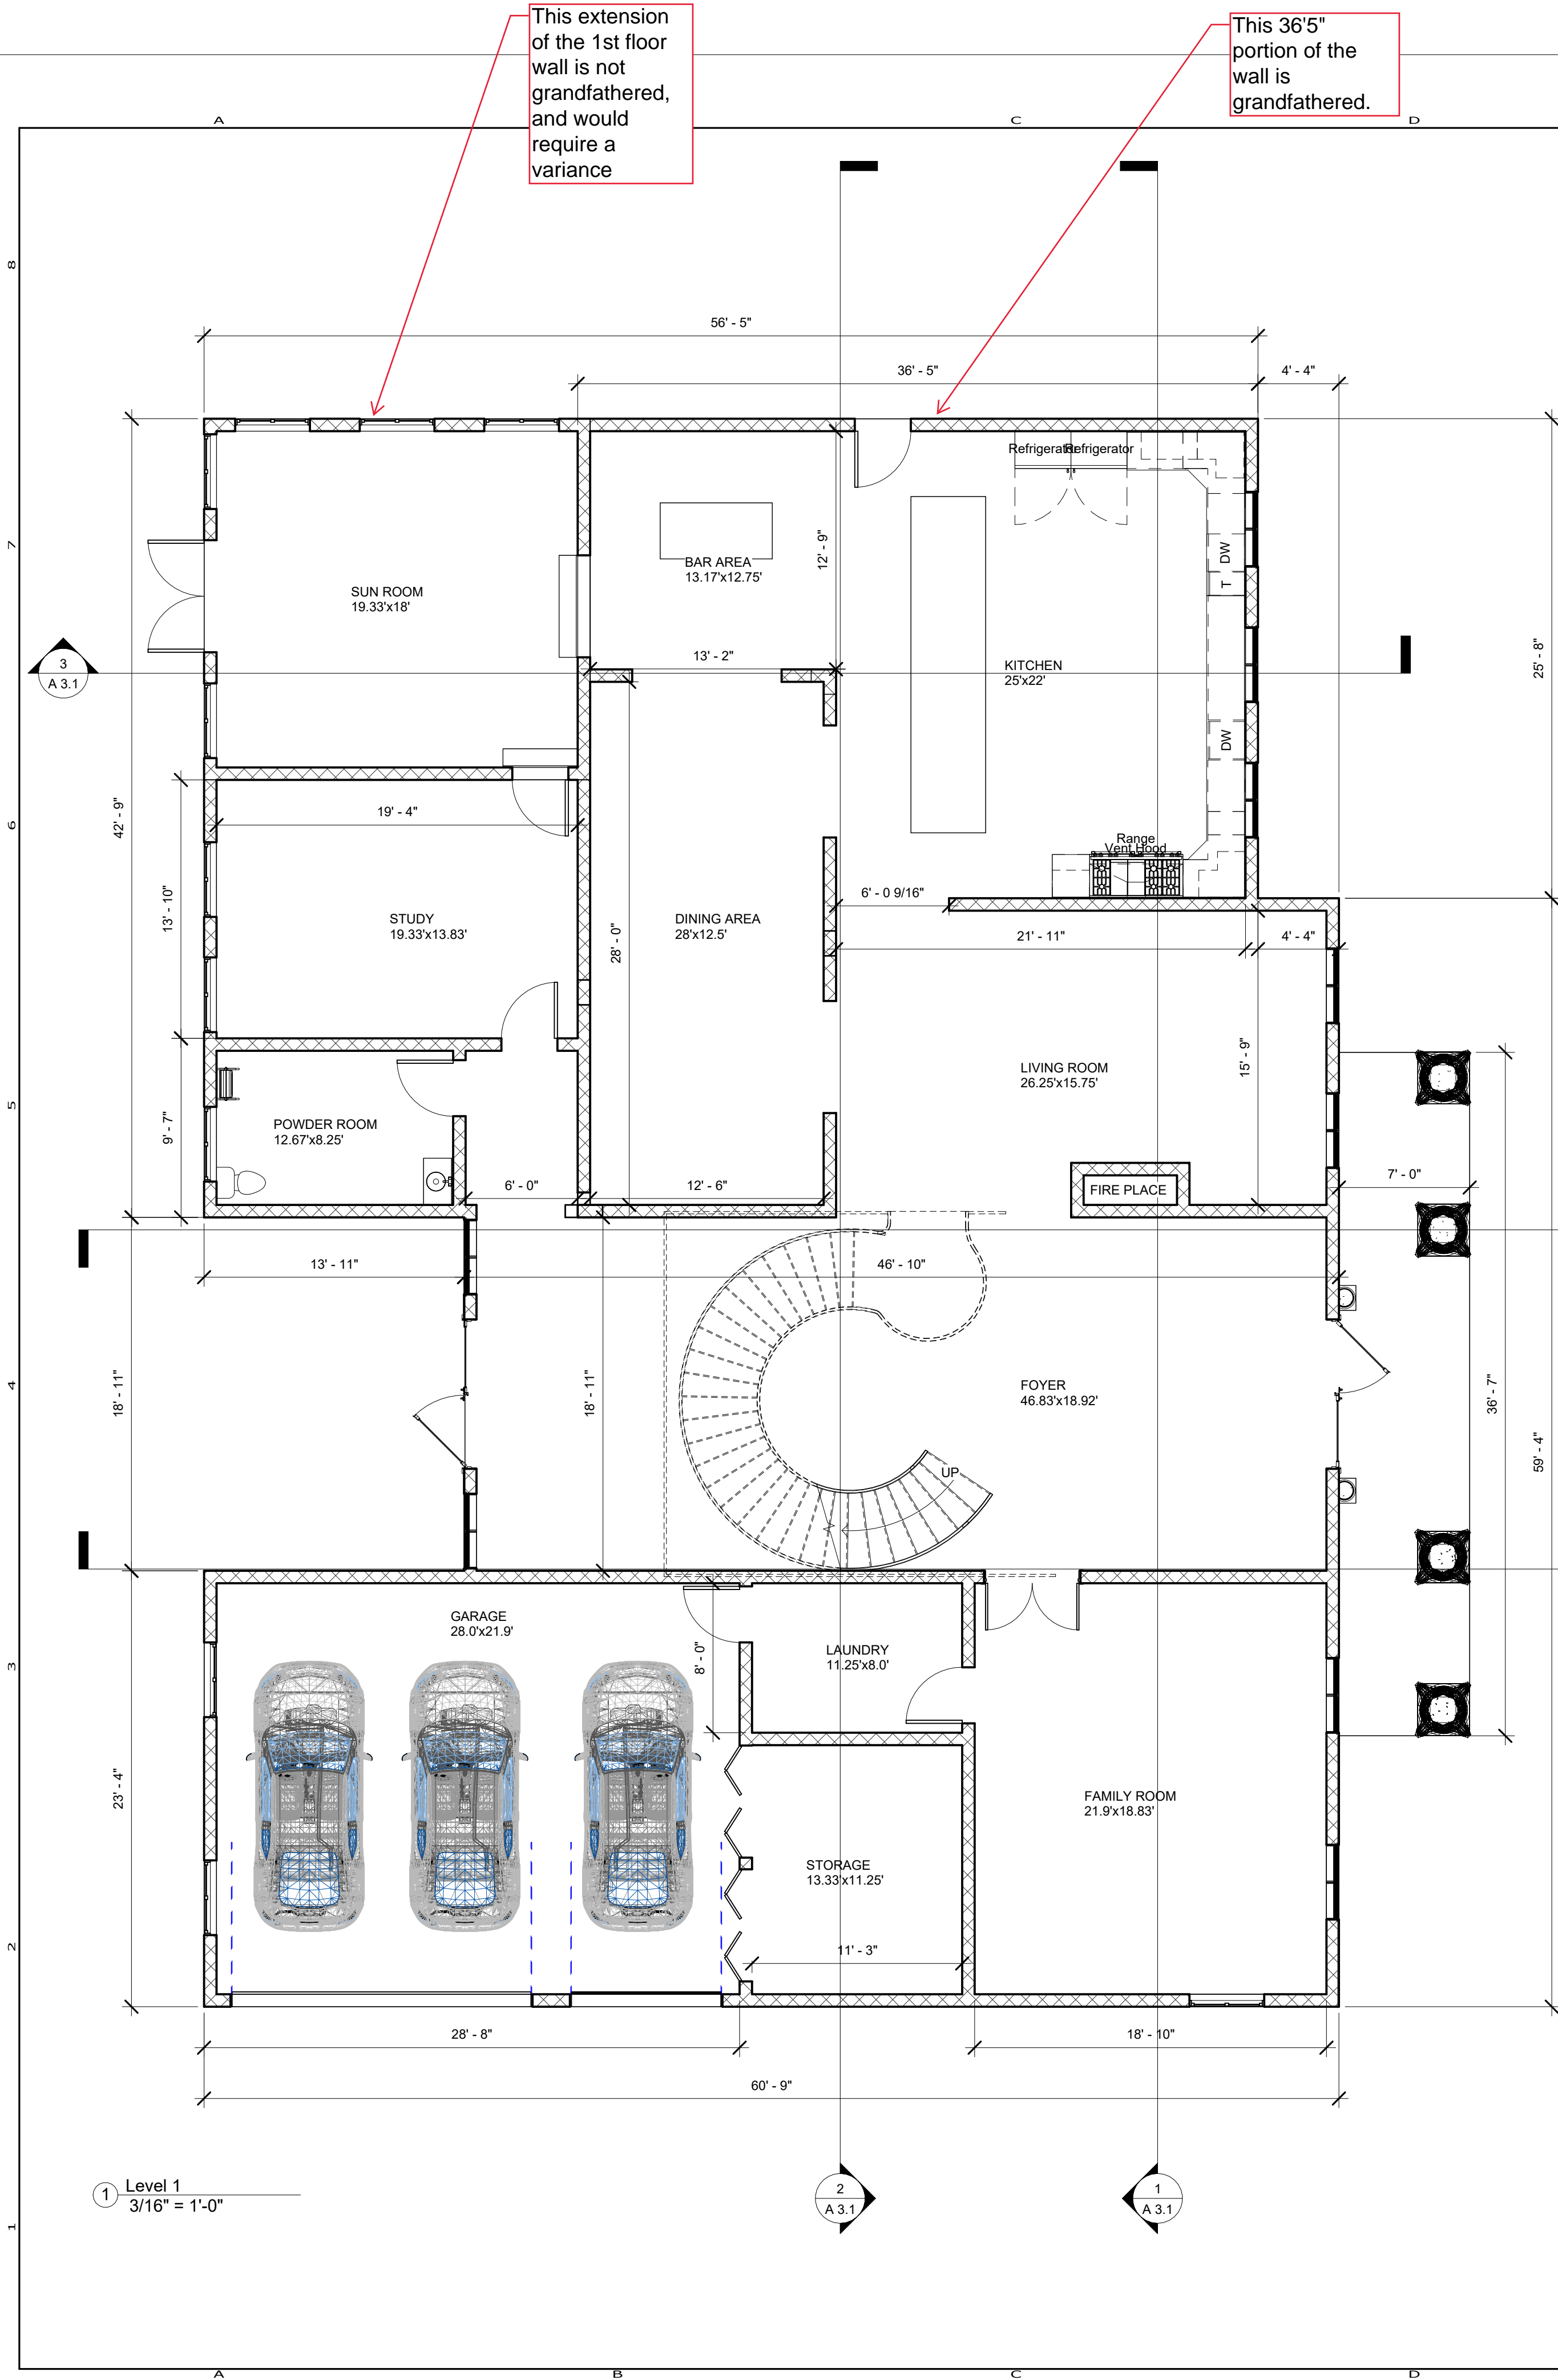 This extension
of the 1st floor
wall is not
grandfathered,
and would
require a
variance
This 36'5"
portion of the
wall is
grandfathered.
A
C
D
8
56' - 5"
36' - 5"
4' - 4"
Refrigerator
Refrigerator
7
BAR AREA
13.17'x12.75'
12' - 9"
DW
T
SUN ROOM
19.33'x18'
13' - 2"
KITCHEN
25'x22'
25' - 8"
3
A 3.1
DW
42' - 9"
6
19' - 4"
Range
Vent Hood
6' - 0 9/16"
13' - 10"
STUDY
19.33'x13.83'
DINING AREA
28'x12.5'
28' - 0"
21' - 11"
4' - 4"
15' - 9"
LIVING ROOM
26.25'x15.75'
5
9' - 7"
POWDER ROOM
12.67'x8.25'
6' - 0"
12' - 6"
FIRE PLACE
7' - 0"
13' - 11"
46' - 10"
4
18' - 11"
18' - 11"
FOYER
46.83'x18.92'
36' - 7"
59' - 4"
UP
GARAGE
28.0'x21.9'
8' - 0"
LAUNDRY
11.25'x8.0'
3
23' - 4"
FAMILY ROOM
21.9'x18.83'
STORAGE
13.33'x11.25'
2
11' - 3"
28' - 8"
18' - 10"
60' - 9"
1
Level 1
3/16" = 1'-0"
2
A 3.1
1
A 3.1
1
A
B
C
D